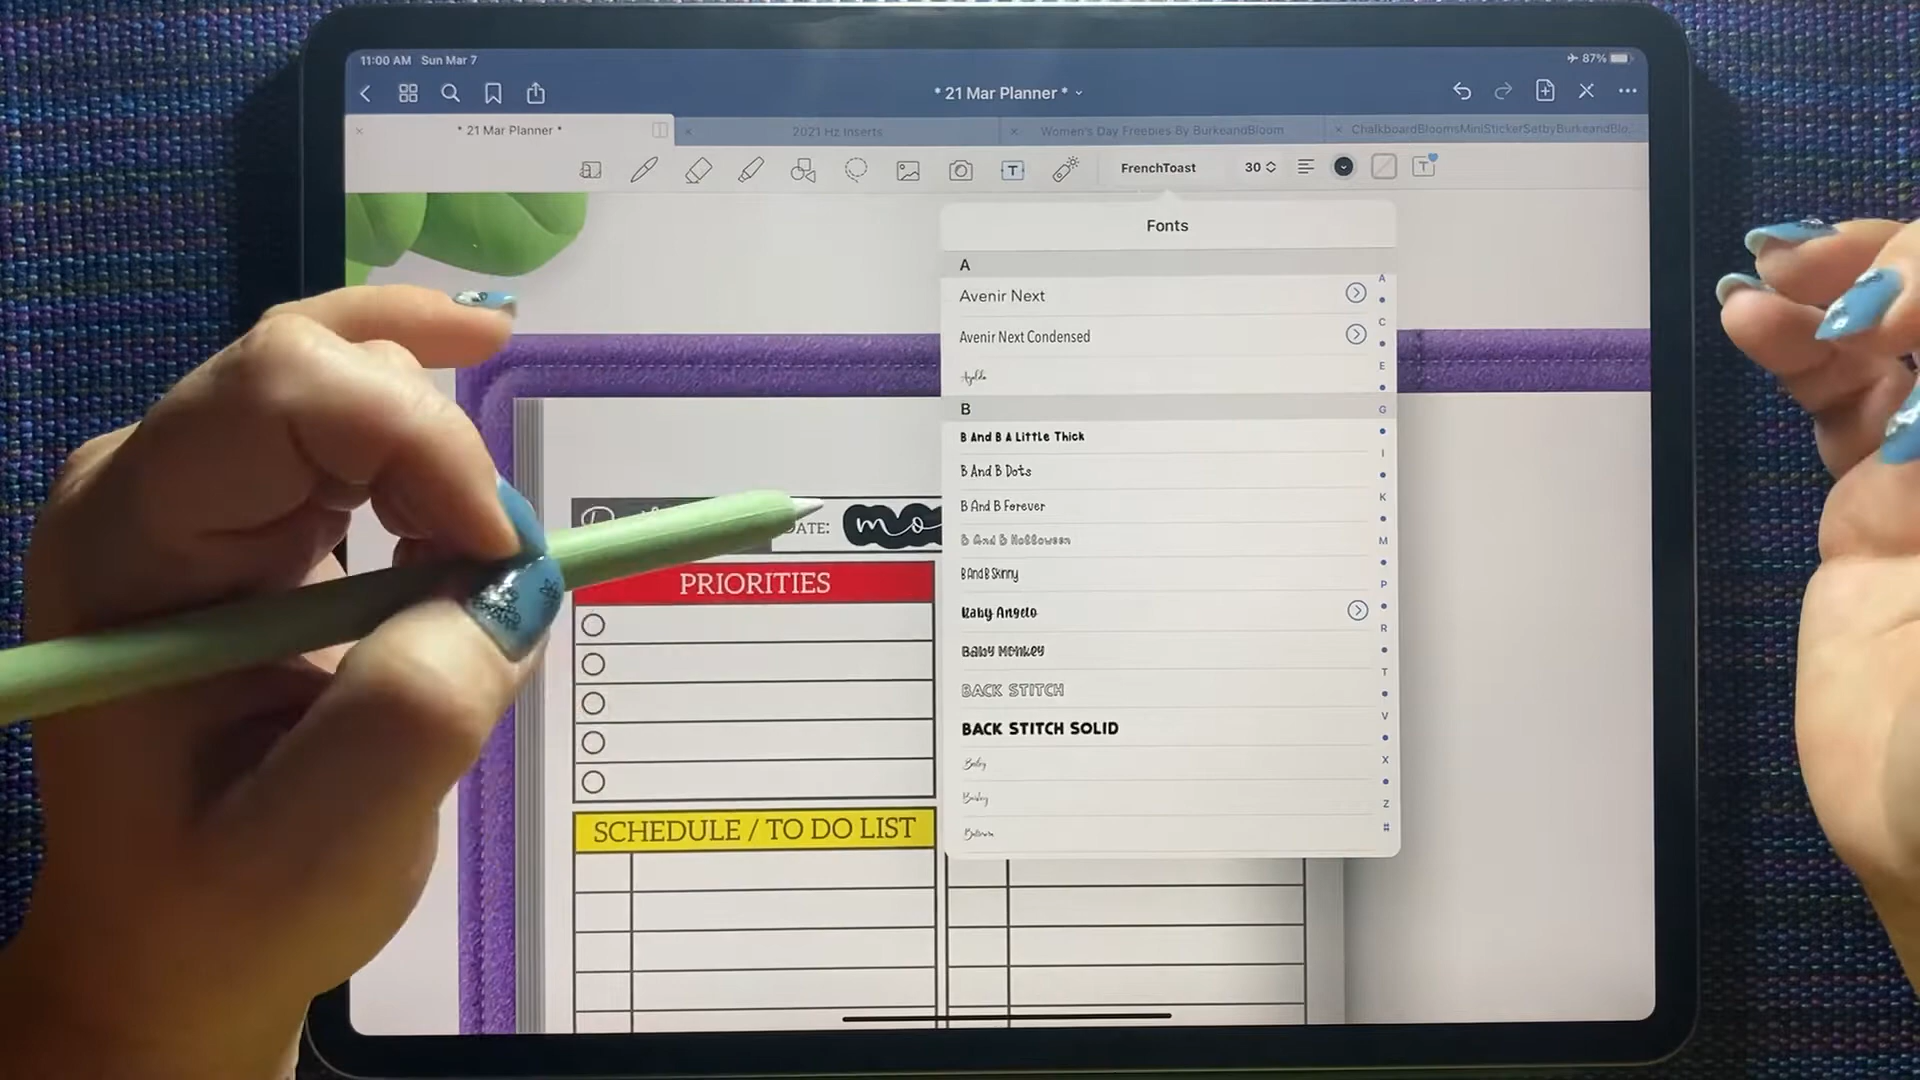 11:00 AM Sun Mar 7
87%
* 21 Mar Planner *
* 21 Mar Planner *
2021 Hz Inserts
Women's Day Freebies By BurkeandBloom
ChalkboardBloomsMiniStickerSetbyBurkeandBlo...
T
FrenchToast
30
T
Fonts
A
Avenir Next
Avenir Next Condensed
B
B And B A Little Thick
B And B Dots
B And B Forever
B And B Halloween
B And B Skinny
Baby Angelo
Baby Monkey
BACK STITCH
BACK STITCH SOLID
A
C
E
G
I
K
M
P
R
T
V
X
Z
#
DATE:
mo
PRIORITIES
SCHEDULE / TO DO LIST